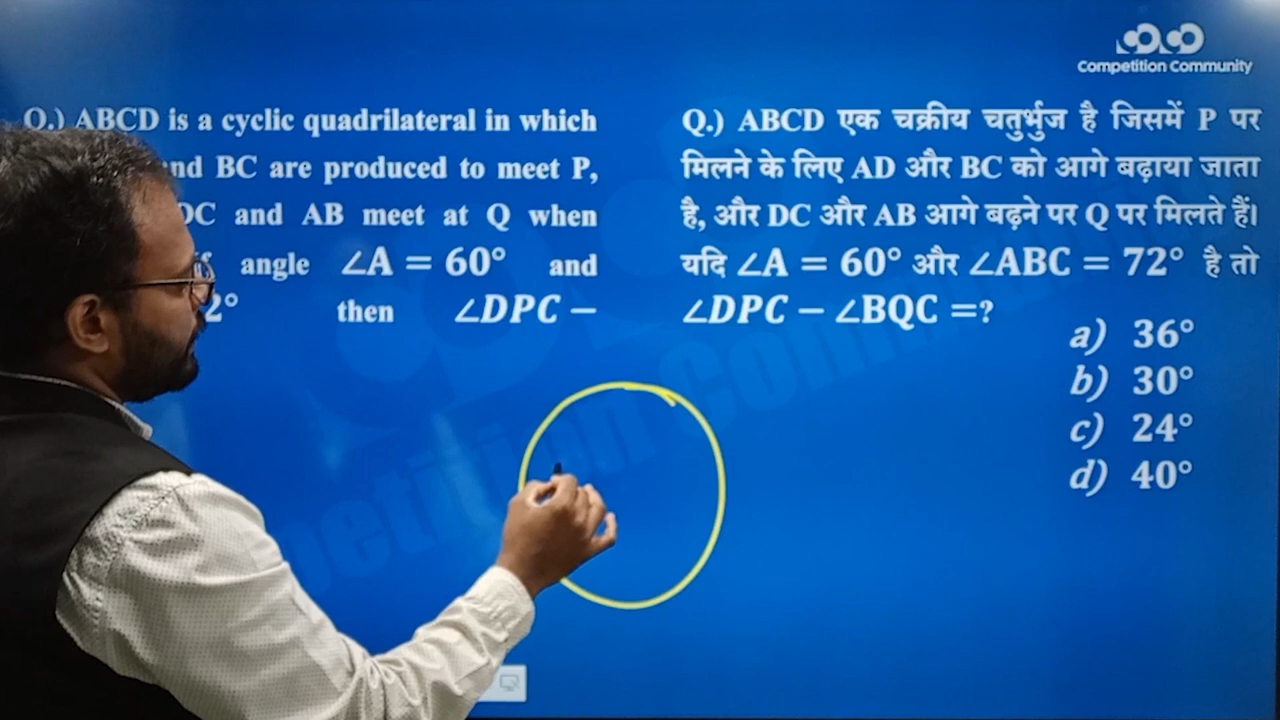 Competition Community
Q.) ABCD is a cyclic quadrilateral in which
and BC are produced to meet P,
DC and AB meet at Q when
angle ∠A = 60° and
2° then ∠DPC −
Q.) ABCD एक चक्रीय चतुर्भुज है जिसमें P पर
मिलने के लिए AD और BC को आगे बढ़ाया जाता
है, और DC और AB आगे बढ़ने पर Q पर मिलते हैं।
यदि ∠A = 60° और ∠ABC = 72° है तो
∠DPC − ∠BQC =?
a) 36°
b) 30°
c) 24°
d) 40°